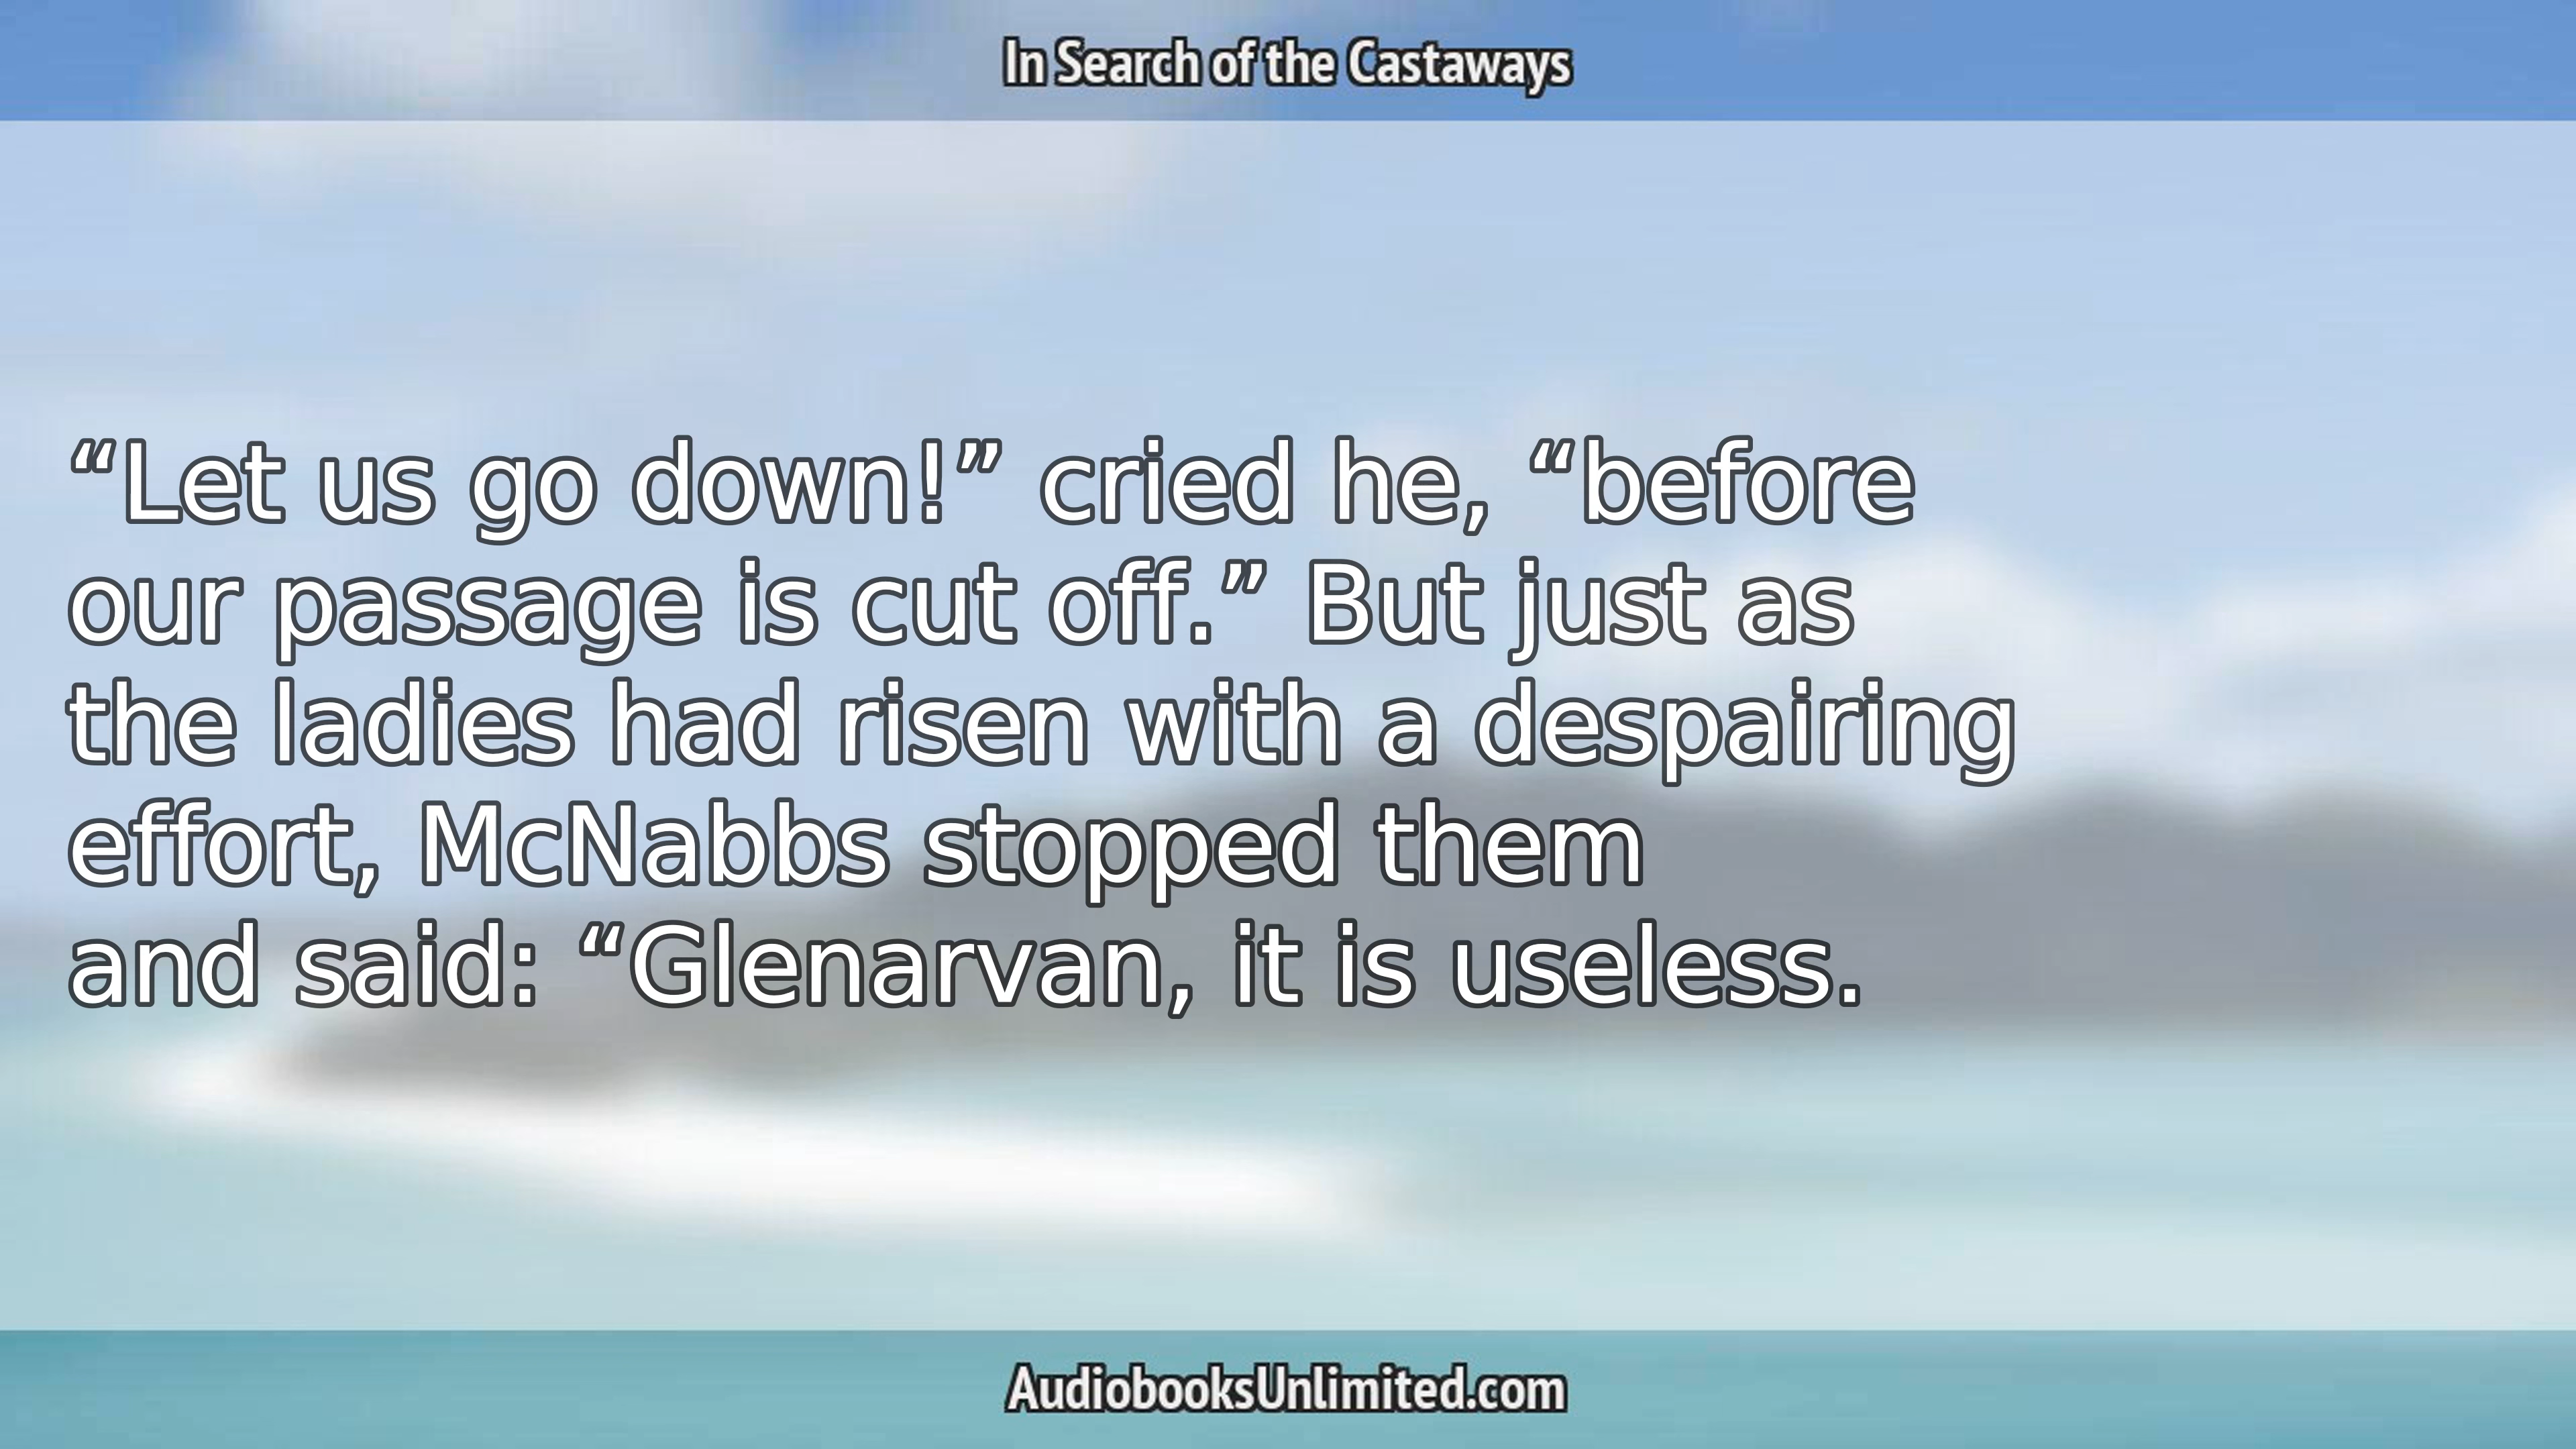 In Search of the Castaways
“Let us go down!” cried he, “before
our passage is cut off.” But just as
the ladies had risen with a despairing
effort, McNabbs stopped them
and said: “Glenarvan, it is useless.
AudiobooksUnlimited.com